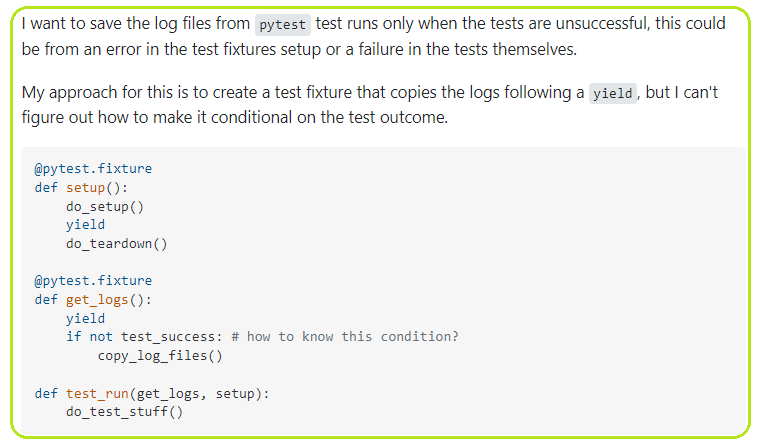 I want to save the log files from pytest test runs only when the tests are unsuccessful, this could
be from an error in the test fixtures setup or a failure in the tests themselves.
My approach for this is to create a test fixture that copies the logs following a yield, but I can't
figure out how to make it conditional on the test outcome.
@pytest.fixture
def setup():
    do_setup()
    yield
    do_teardown()
@pytest.fixture
def get_logs():
    yield
    if not test_success: # how to know this condition?
        copy_log_files()
def test_run(get_logs, setup):
    do_test_stuff()